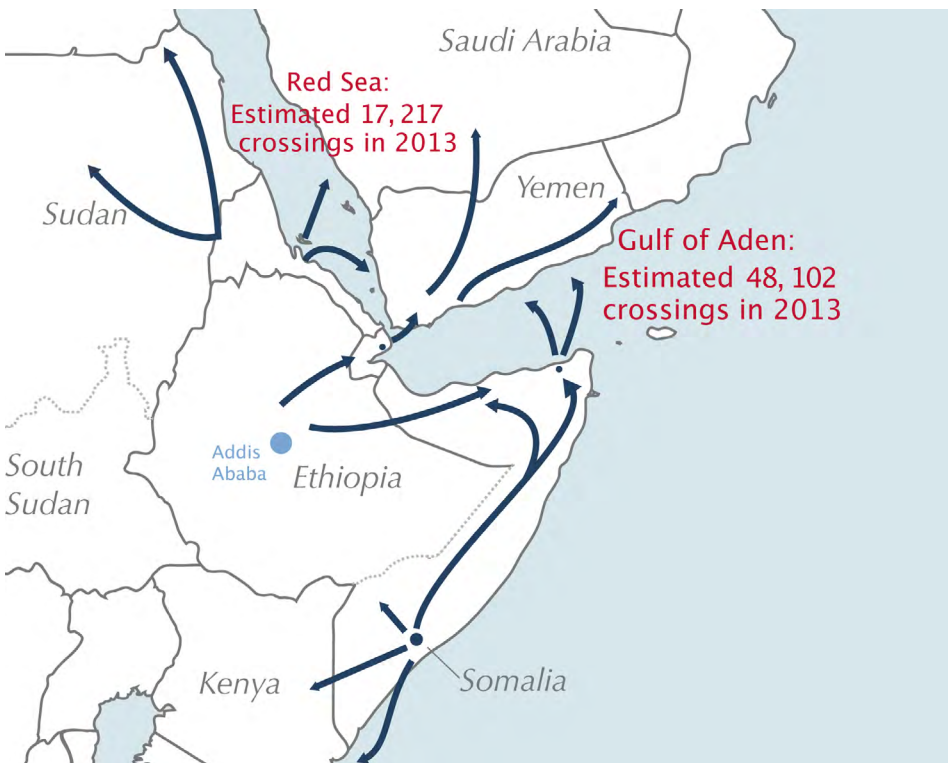 Saudi Arabia
Red Sea:
Estimated 17,217
crossings in 2013
Yemen
Sudan
Gulf of Aden:
Estimated 48, 102
crossings in 2013
Addis
Ababa
Ethiopia
South
Sudan
Kenya
Somalia